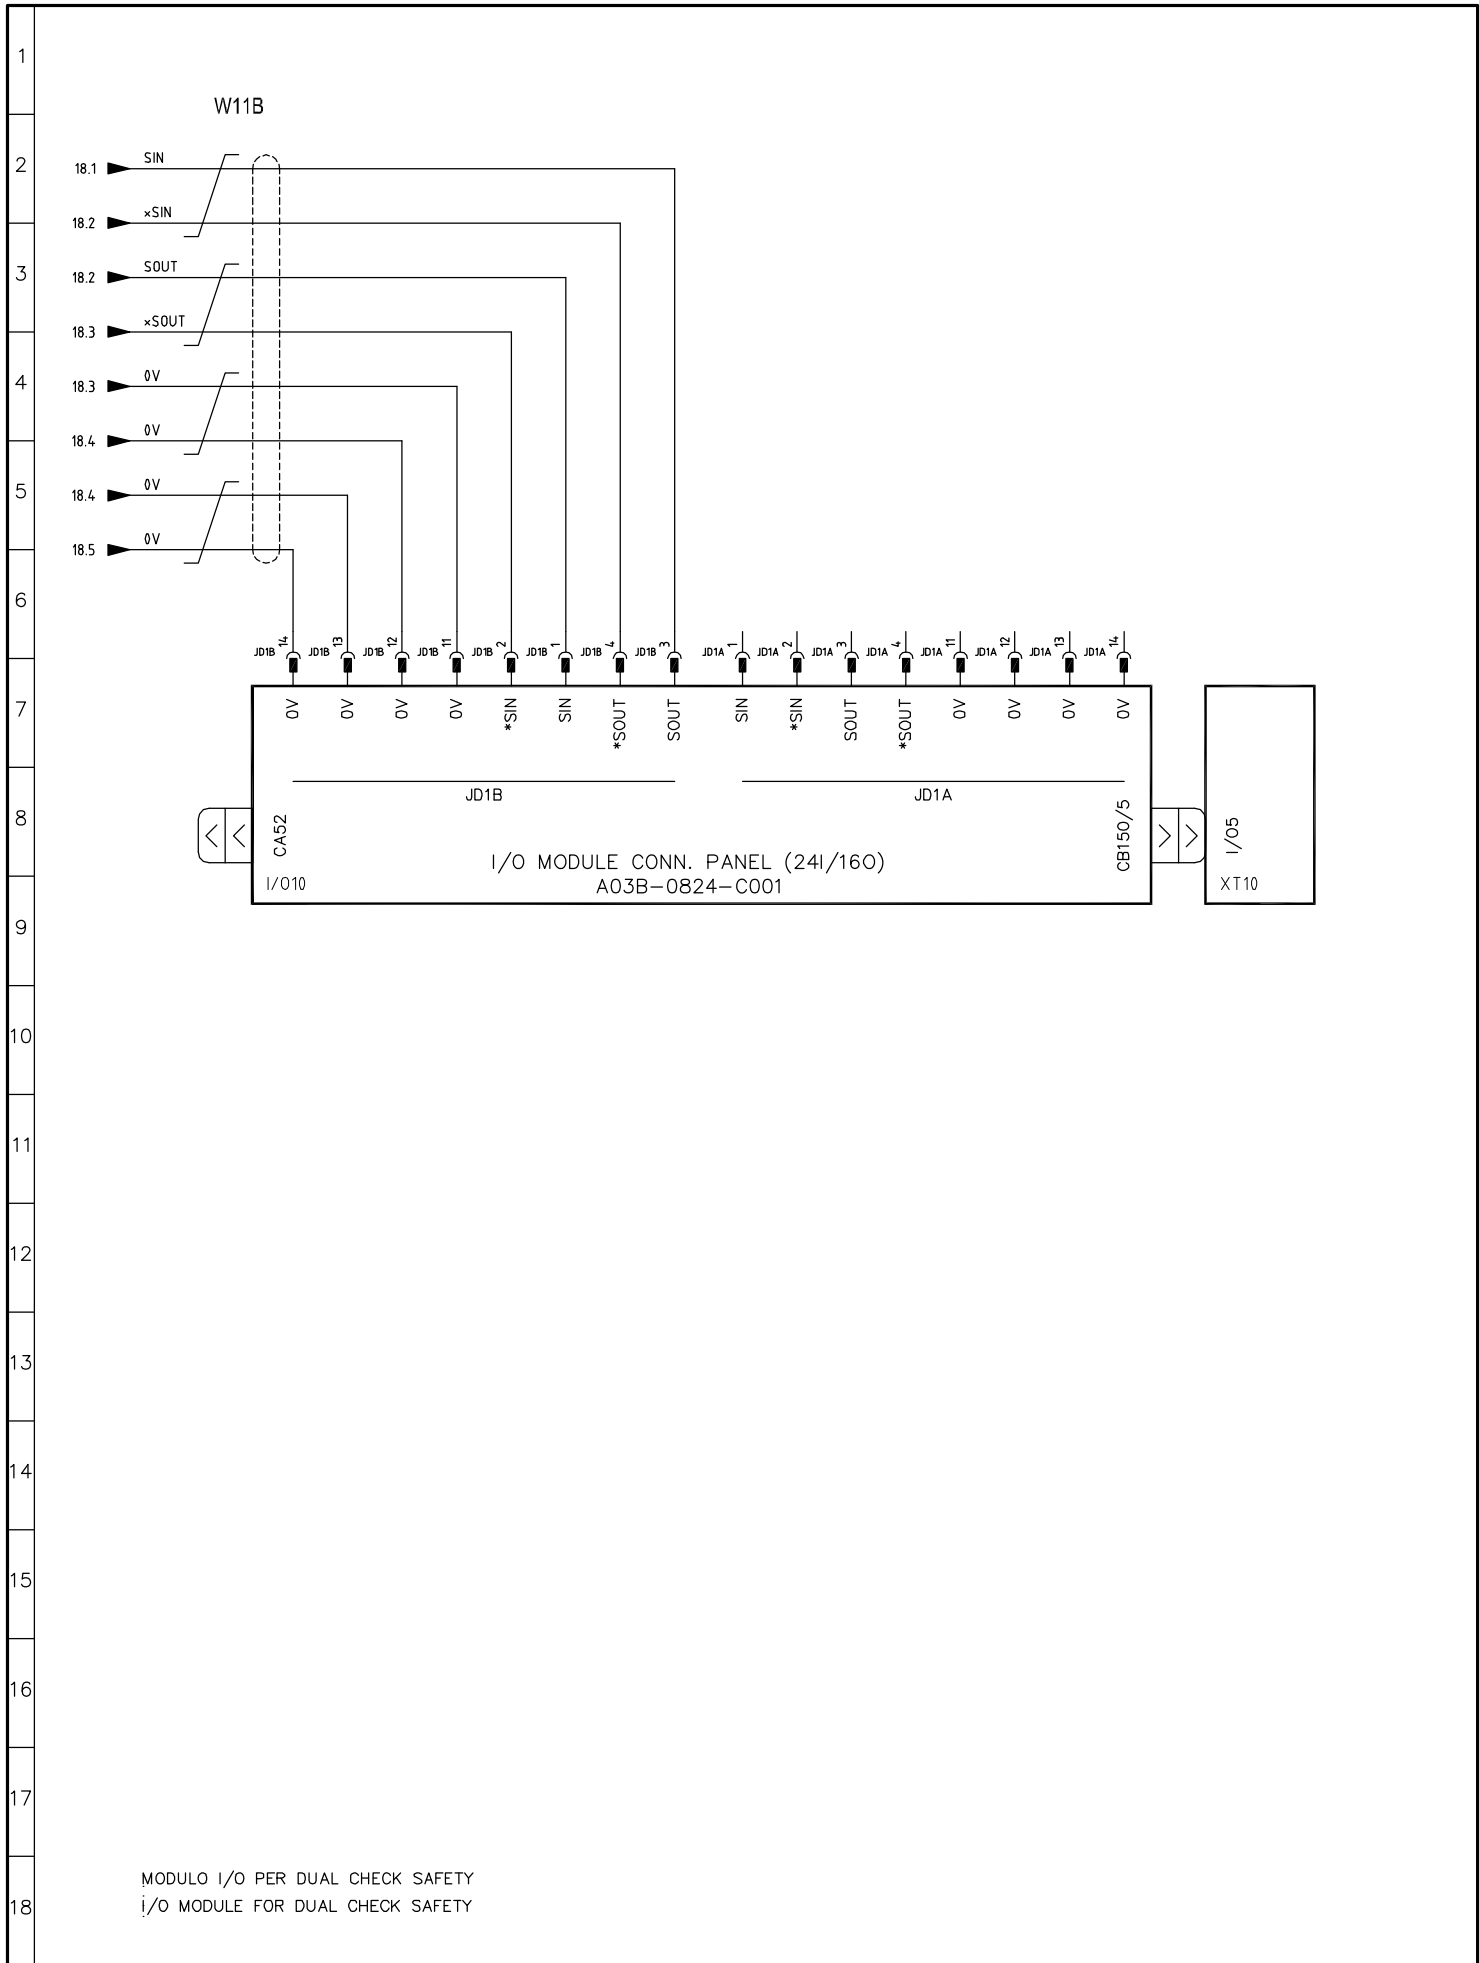 1
W11B
2
18.1 SIN
18.2 ×SIN
3
18.2 SOUT
18.3 ×SOUT
4
18.3 0V
18.4 0V
5
18.4 0V
18.5 0V
6
JD1B 14 JD1B 13 JD1B 12 JD1B 11 JD1B 2 JD1B 1 JD1B 4 JD1B 3 JD1A 1 JD1A 2 JD1A 3 JD1A 4 JD1A 11 JD1A 12 JD1A 13 JD1A 14
7
0V 0V 0V 0V *SIN SIN *SOUT SOUT SIN *SIN SOUT *SOUT 0V 0V 0V 0V
JD1B JD1A
8
CA52 CB150/5 I/O5
I/O MODULE CONN. PANEL (24I/16O)
I/O10 A03B-0824-C001 XT10
9
10
11
12
13
14
15
16
17
MODULO I/O PER DUAL CHECK SAFETY
18
I/O MODULE FOR DUAL CHECK SAFETY